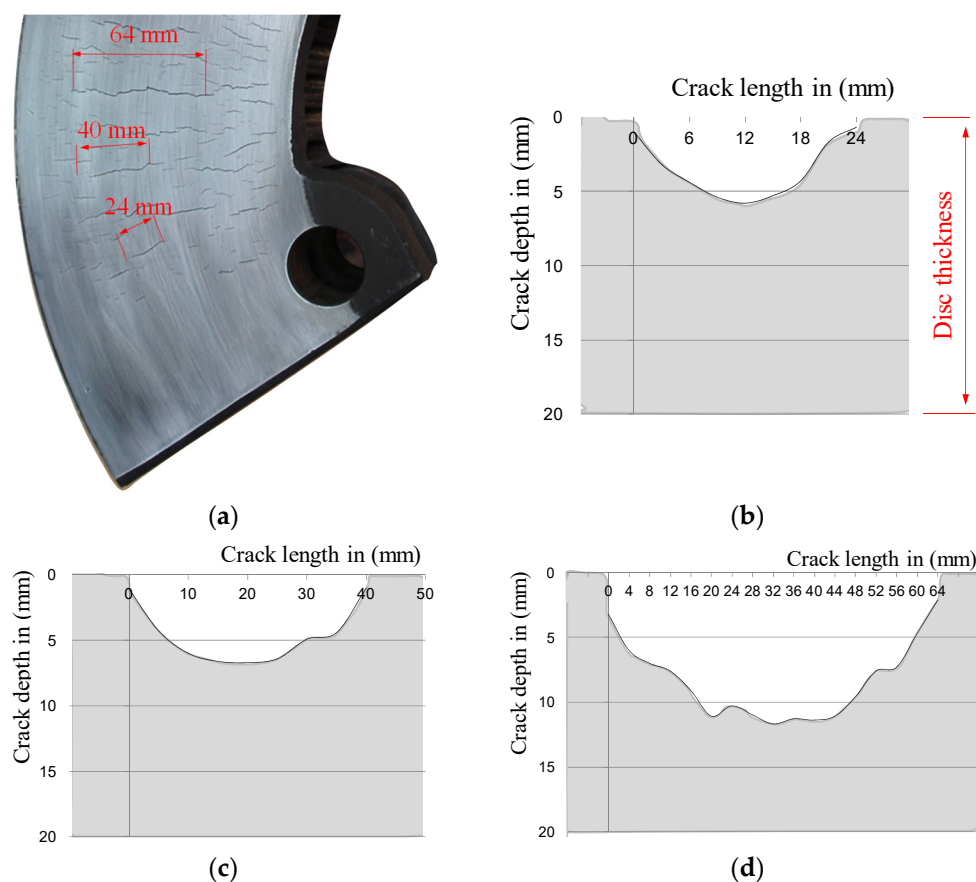 64 mm
40 mm
24 mm
(a)
Crack length in (mm)
0 6 12 18 24
Crack depth in (mm)
0
5
10
15
20
Disc thickness
(b)
Crack length in (mm)
0 10 20 30 40 50
Crack depth in (mm)
0
5
10
15
20
(c)
Crack length in (mm)
0 4 8 12 16 20 24 28 32 36 40 44 48 52 56 60 64
Crack depth in (mm)
0
5
10
15
20
(d)